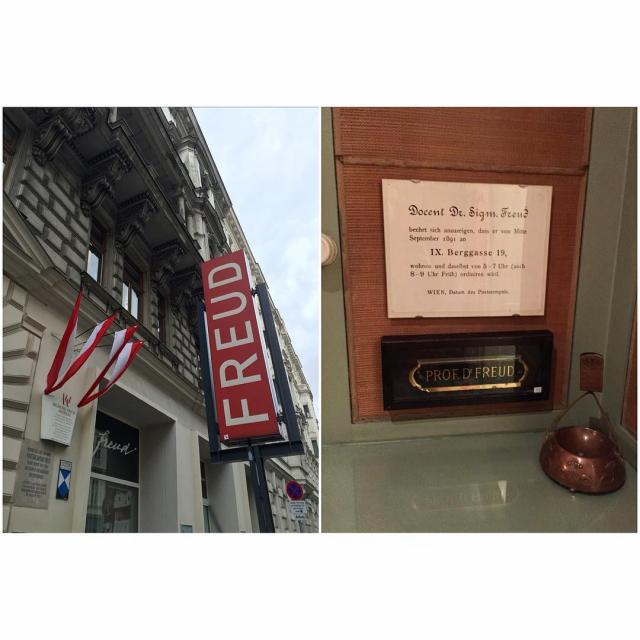 FREUD
freud
Docent Dr. Sigm. Freud
beehrt sich anzuzeigen, dass er von Mitte
September 1891 an
IX. Berggasse 19,
wohnen und daselbst von 5-7 Uhr (auch
8-9 Uhr Früh) ordiniren wird.
WIEN, Datum des Poststempels.
PROF. DR FREUD